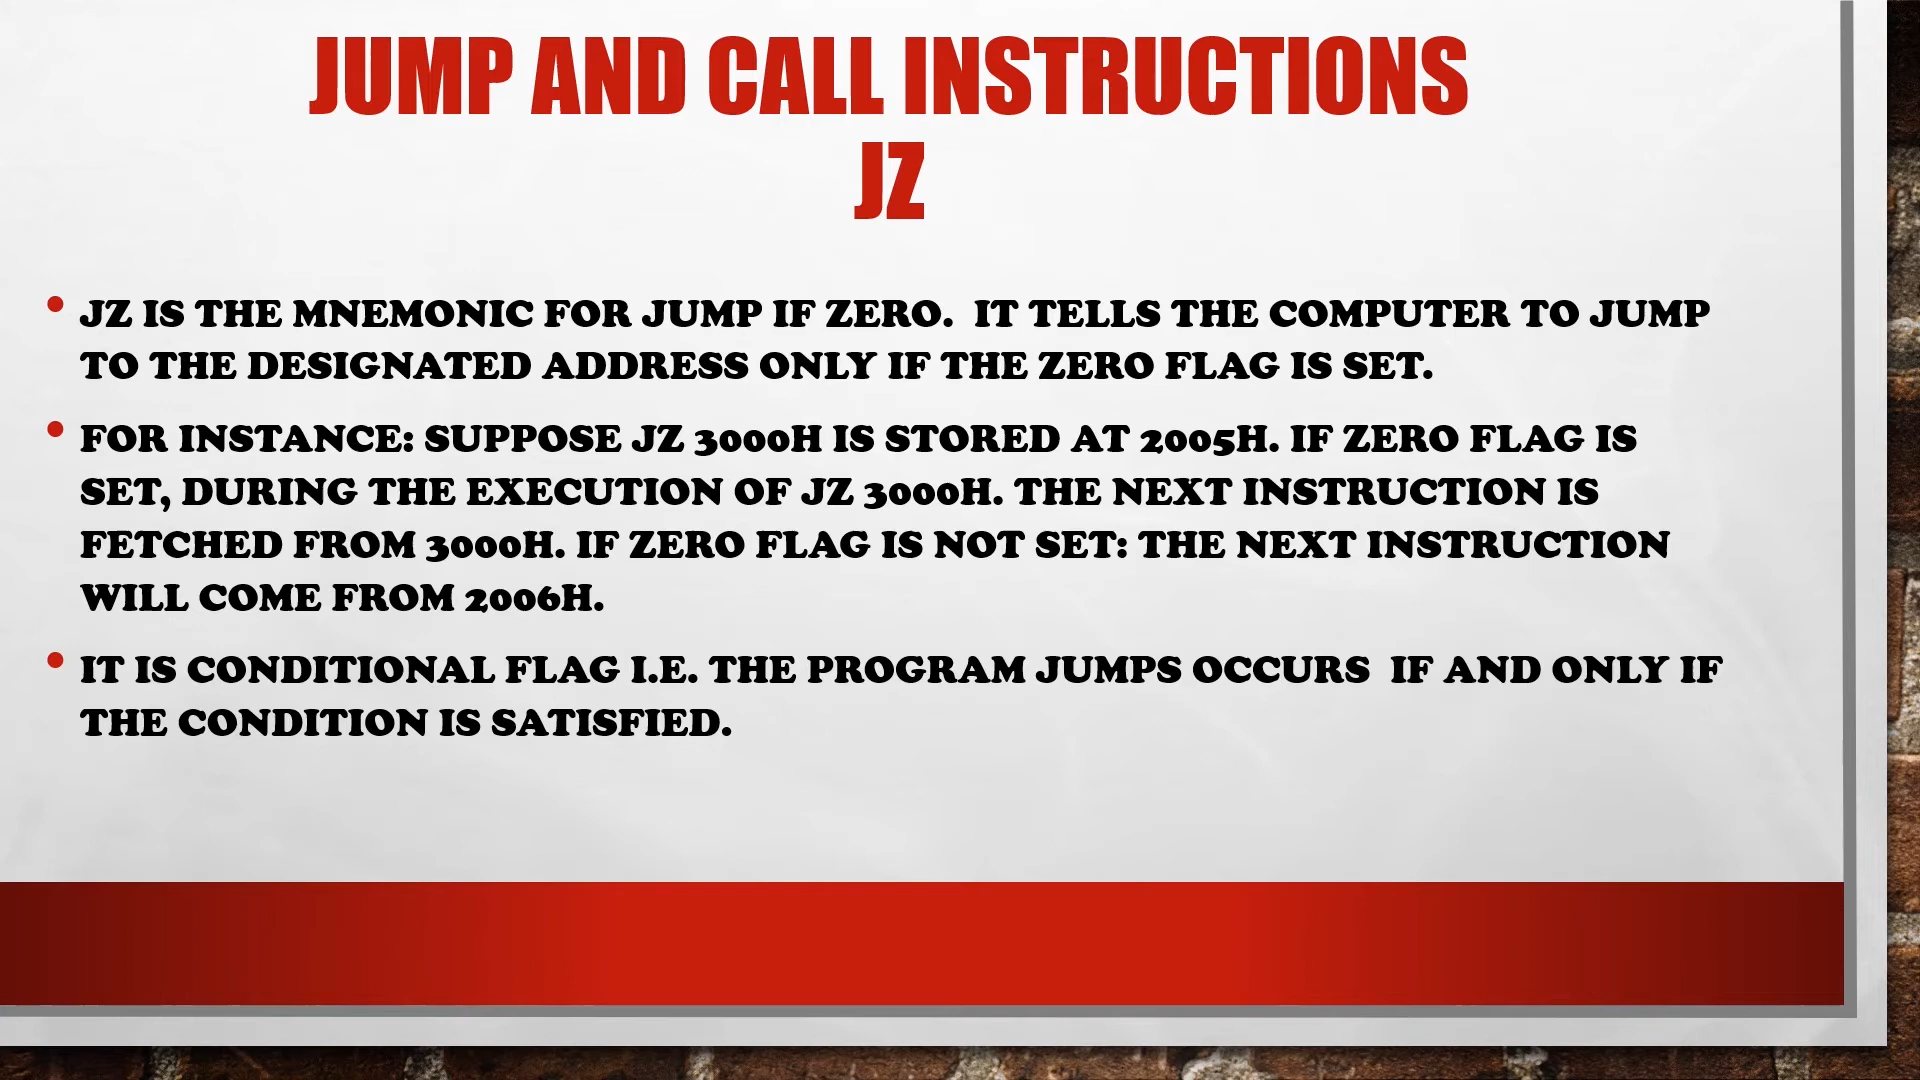 JUMP AND CALL INSTRUCTIONS
JZ
• JZ IS THE MNEMONIC FOR JUMP IF ZERO.  IT TELLS THE COMPUTER TO JUMP
TO THE DESIGNATED ADDRESS ONLY IF THE ZERO FLAG IS SET.
• FOR INSTANCE: SUPPOSE JZ 3000H IS STORED AT 2005H. IF ZERO FLAG IS
SET, DURING THE EXECUTION OF JZ 3000H. THE NEXT INSTRUCTION IS
FETCHED FROM 3000H. IF ZERO FLAG IS NOT SET: THE NEXT INSTRUCTION
WILL COME FROM 2006H.
• IT IS CONDITIONAL FLAG I.E. THE PROGRAM JUMPS OCCURS  IF AND ONLY IF
THE CONDITION IS SATISFIED.